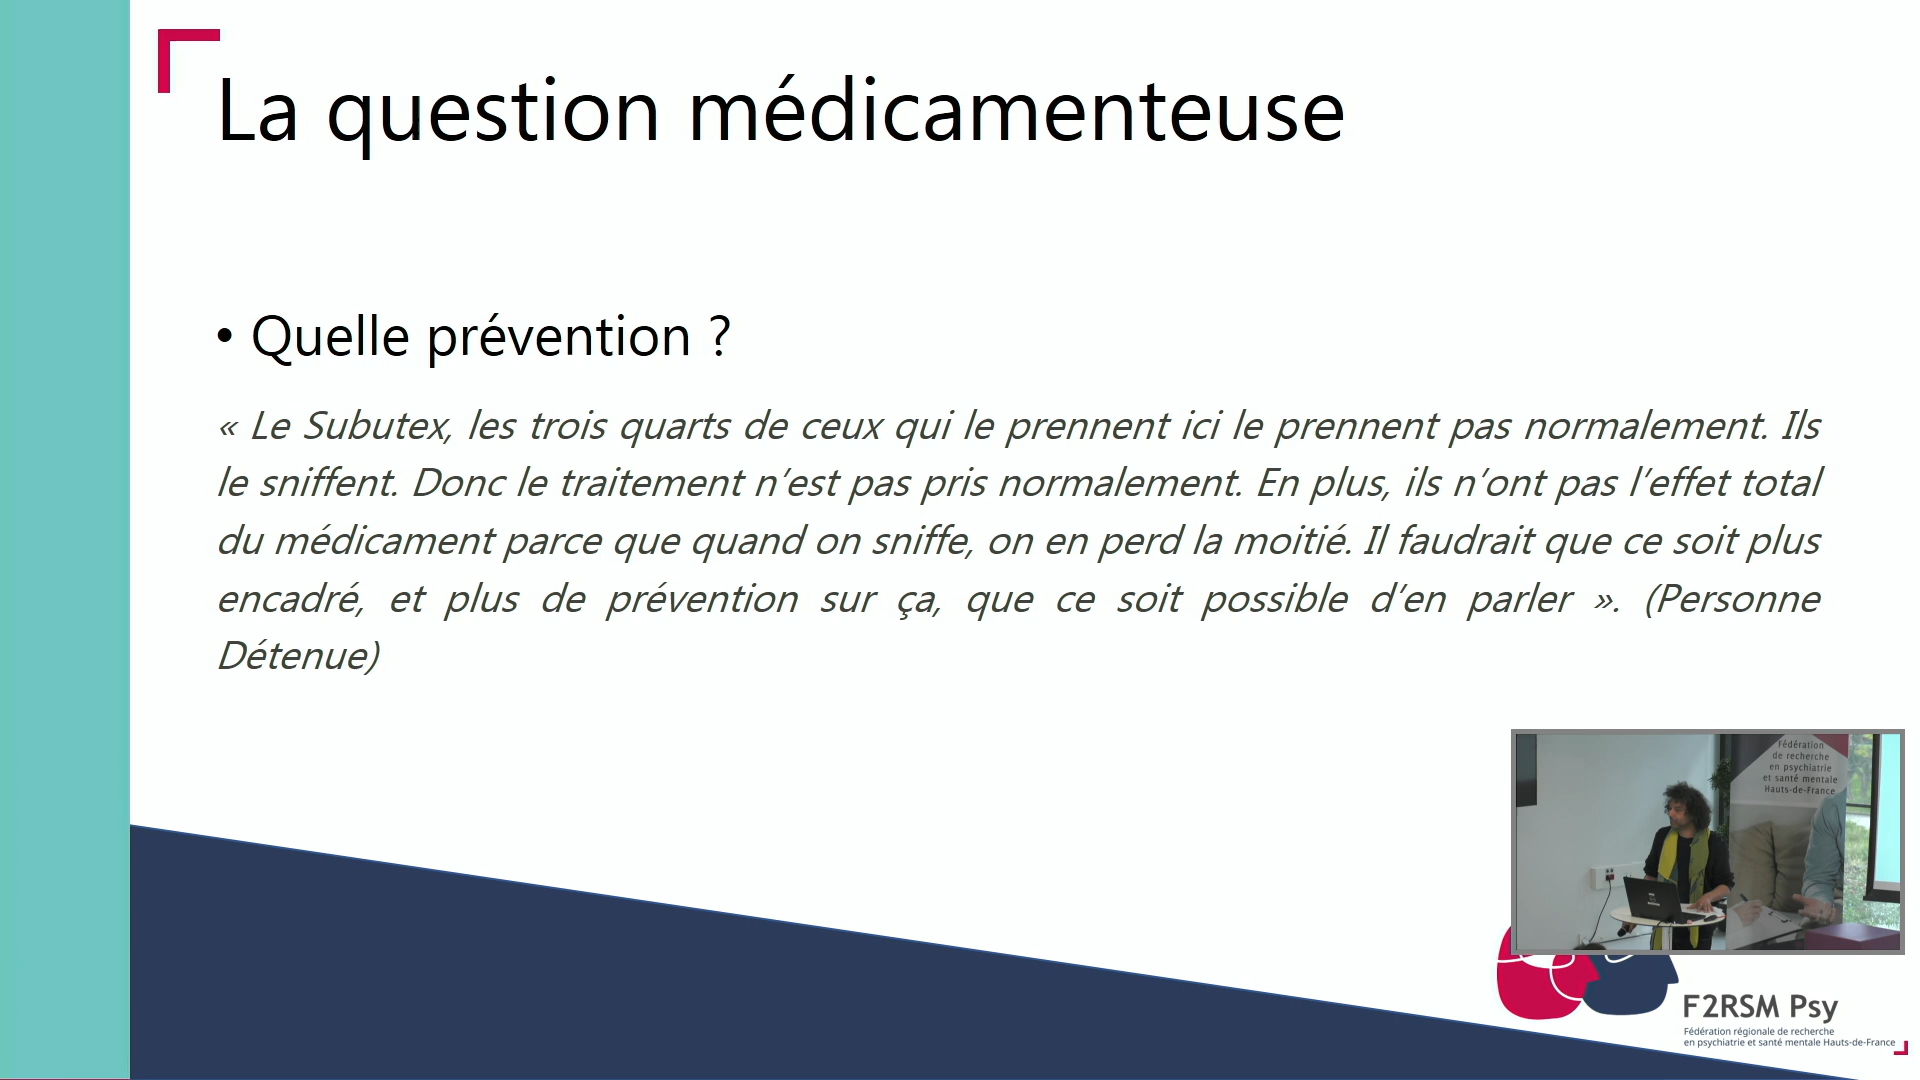 La question médicamenteuse
• Quelle prévention ?
« Le Subutex, les trois quarts de ceux qui le prennent ici le prennent pas normalement. Ils
le sniffent. Donc le traitement n’est pas pris normalement. En plus, ils n’ont pas l’effet total
du médicament parce que quand on sniffe, on en perd la moitié. Il faudrait que ce soit plus
encadré, et plus de prévention sur ça, que ce soit possible d’en parler ». (Personne
Détenue)
Fédération
de recherche
en psychiatrie
et santé mentale
Hauts-de-France
F2RSM Psy
Fédération régionale de recherche
en psychiatrie et santé mentale Hauts-de-France